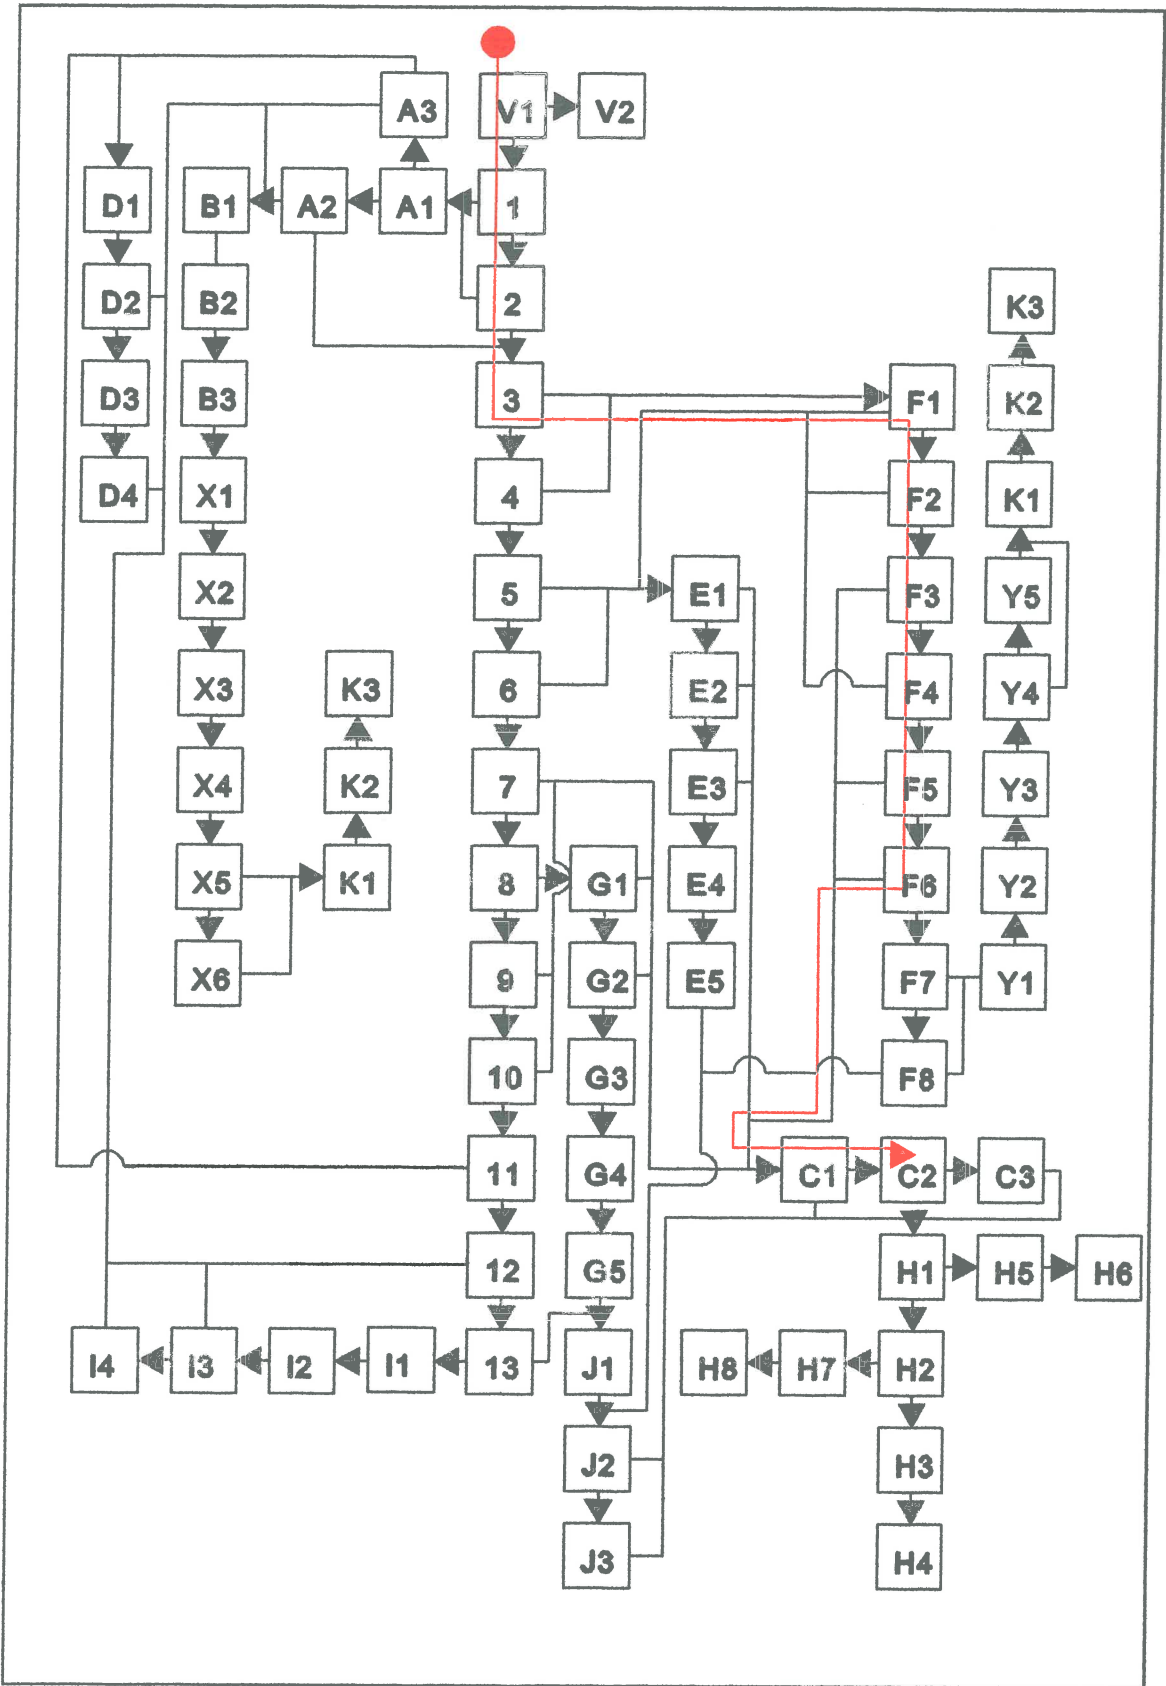 A3 V1 V2
D1 B1 A2 A1 1
D2 B2 2 K3
D3 B3 3 F1 K2
D4 X1 4 F2 K1
X2 5 E1 F3 Y5
X3 K3 6 E2 F4 Y4
X4 K2 7 E3 F5 Y3
X5 K1 8 G1 E4 F6 Y2
X6 9 G2 E5 F7 Y1
10 G3 F8
11 G4 C1 C2 C3
12 G5 H1 H5 H6
I4 I3 I2 I1 13 J1 H8 H7 H2
J2 H3
J3 H4